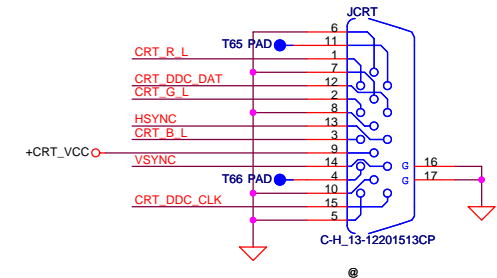 JCRT
6
T65 PAD 11
CRT_R_L 1
7
CRT_DDC_DAT 12
CRT_G_L 2
8
HSYNC 13
CRT_B_L 3
+CRT_VCC 9
VSYNC 14 G 16
T66 PAD 4 G 17
10
CRT_DDC_CLK 15
5
C-H_13-12201513CP
@